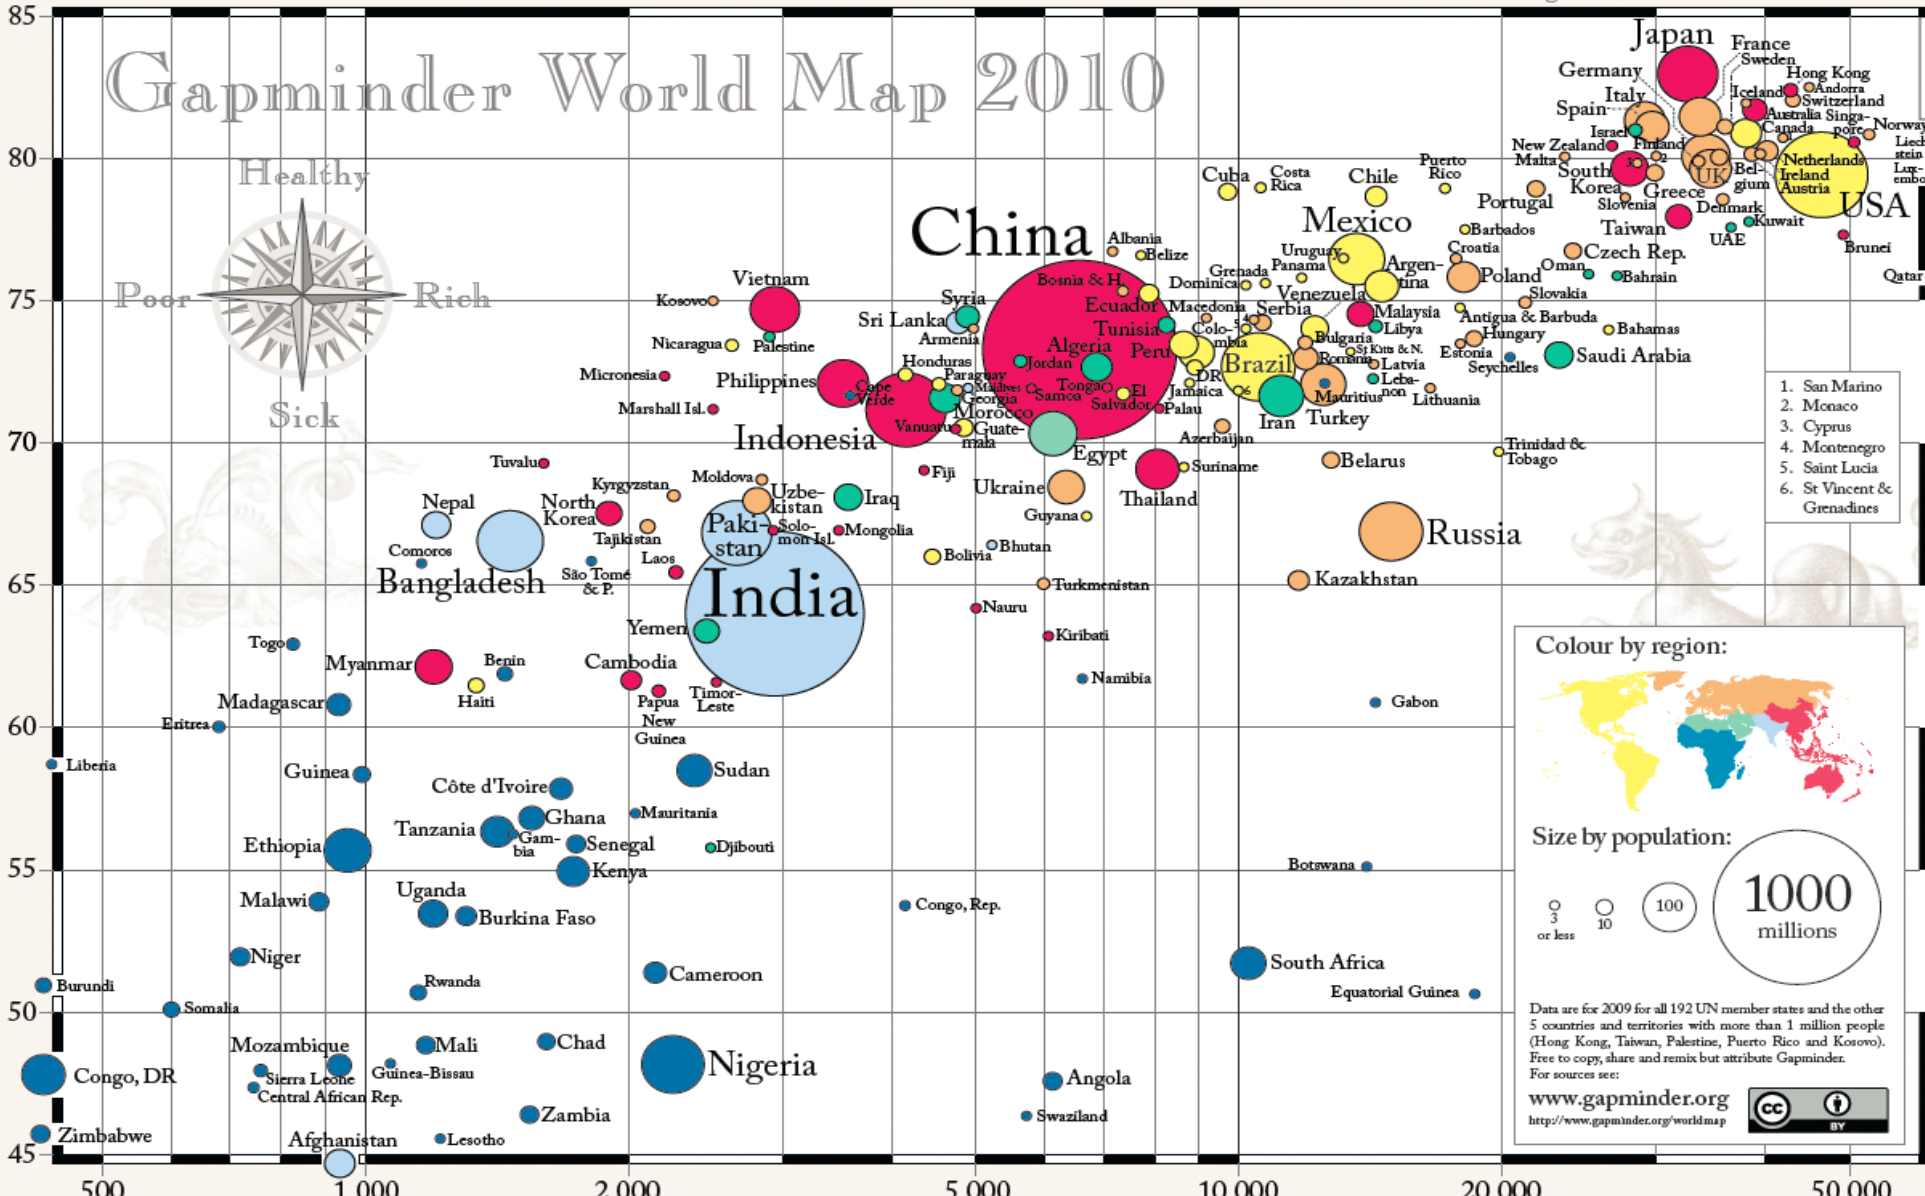 85
80
75
70
65
60
55
50
45
500
1 000
2 000
5 000
10 000
20 000
50 000
Gapminder World Map 2010
Healthy
Poor
Rich
Sick
Japan
France
Sweden
Germany
Hong Kong
Andorra
Italy
Iceland
Switzerland
Spain
Australia
Singa-
pore
Norway
Israel
Canada
New Zealand
Finland
2
Malta
3
Netherlands
Ireland
Austria
Liech
stein
Lux-
embo
South
Korea
UK
Bel-
gium
Greece
USA
Slovenia
Denmark
Portugal
Taiwan
Kuwait
UAE
Brunei
Qatar
Puerto
Rico
Cuba
Costa
Rica
Chile
Mexico
Barbados
China
Albania
Belize
Uruguay
Panama
Croatia
Czech Rep.
Grenada
Argen-
tina
Poland
Oman
Bahrain
Bosnia & H.
Dominica
Venezuela
Slovakia
Vietnam
Kosovo
Syria
Ecuador
Macedonia
Serbia
Malaysia
Antigua & Barbuda
Sri Lanka
Tunisia
Colo-
mbia
5
4
Libya
Hungary
Bahamas
Armenia
Nicaragua
Palestine
Algeria
Peru
Bulgaria
St Kitts & N.
Estonia
Saudi Arabia
Honduras
Jordan
Brazil
Romania
Latvia
Seychelles
Micronesia
Philippines
Paraguay
DR
Leba-
non
Cape
Verde
Maldives
Georgia
Samoa
Tonga
El
Salvador
Jamaica
6
Mauritius
Lithuania
Marshall Isl.
Morocco
Palau
Iran
Turkey
Vanuatu
Guate-
mala
Indonesia
Azerbaijan
Egypt
Trinidad &
Tobago
Tuvalu
Fiji
Suriname
Belarus
Moldova
Kyrgyzstan
Ukraine
Thailand
Nepal
North
Korea
Uzbe-
kistan
Iraq
Guyana
Paki-
stan
Solo-
mon Isl.
Mongolia
Russia
Tajikistan
Comoros
Laos
Bolivia
Bhutan
Bangladesh
São Tomé
& P.
India
Turkmenistan
Kazakhstan
Nauru
Yemen
Kiribati
Togo
Myanmar
Benin
Cambodia
Namibia
Haiti
Timor-
Leste
Papua
New
Guinea
Gabon
Madagascar
Eritrea
Liberia
Guinea
Sudan
Côte d'Ivoire
Ghana
Mauritania
Tanzania
Gam-
bia
Senegal
Djibouti
Ethiopia
Kenya
Botswana
Malawi
Uganda
Burkina Faso
Congo, Rep.
Niger
Cameroon
South Africa
Burundi
Rwanda
Equatorial Guinea
Somalia
Mozambique
Mali
Chad
Nigeria
Congo, DR
Sierra Leone
Guinea-Bissau
Central African Rep.
Angola
Zambia
Swaziland
Zimbabwe
Afghanistan
Lesotho
1. San Marino
2. Monaco
3. Cyprus
4. Montenegro
5. Saint Lucia
6. St Vincent &
Grenadines
Colour by region:
Size by population:
3
or less
10
100
1000
millions
Data are for 2009 for all 192 UN member states and the other
5 countries and territories with more than 1 million people
(Hong Kong, Taiwan, Palestine, Puerto Rico and Kosovo).
Free to copy, share and remix but attribute Gapminder.
For sources see:
www.gapminder.org
http://www.gapminder.org/worldmap
cc
BY